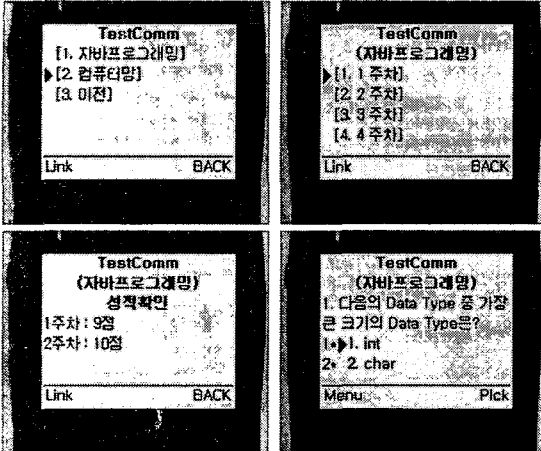 TestComm
[1. 자바프로그래밍]
[2. 컴퓨터망]
[3. 이전]
Link BACK
TestComm
(자바프로그래밍)
[1. 1 주차]
[2. 2 주차]
[3. 3 주차]
[4. 4 주차]
Link BACK
TestComm
(자바프로그래밍)
성적확인
1주차 : 9점
2주차 : 10점
Link BACK
TestComm
(자바프로그래밍)
1. 다음의 Data Type 중 가장
큰 크기의 Data Type은?
1• 1. int
2• 2. char
Menu Pick